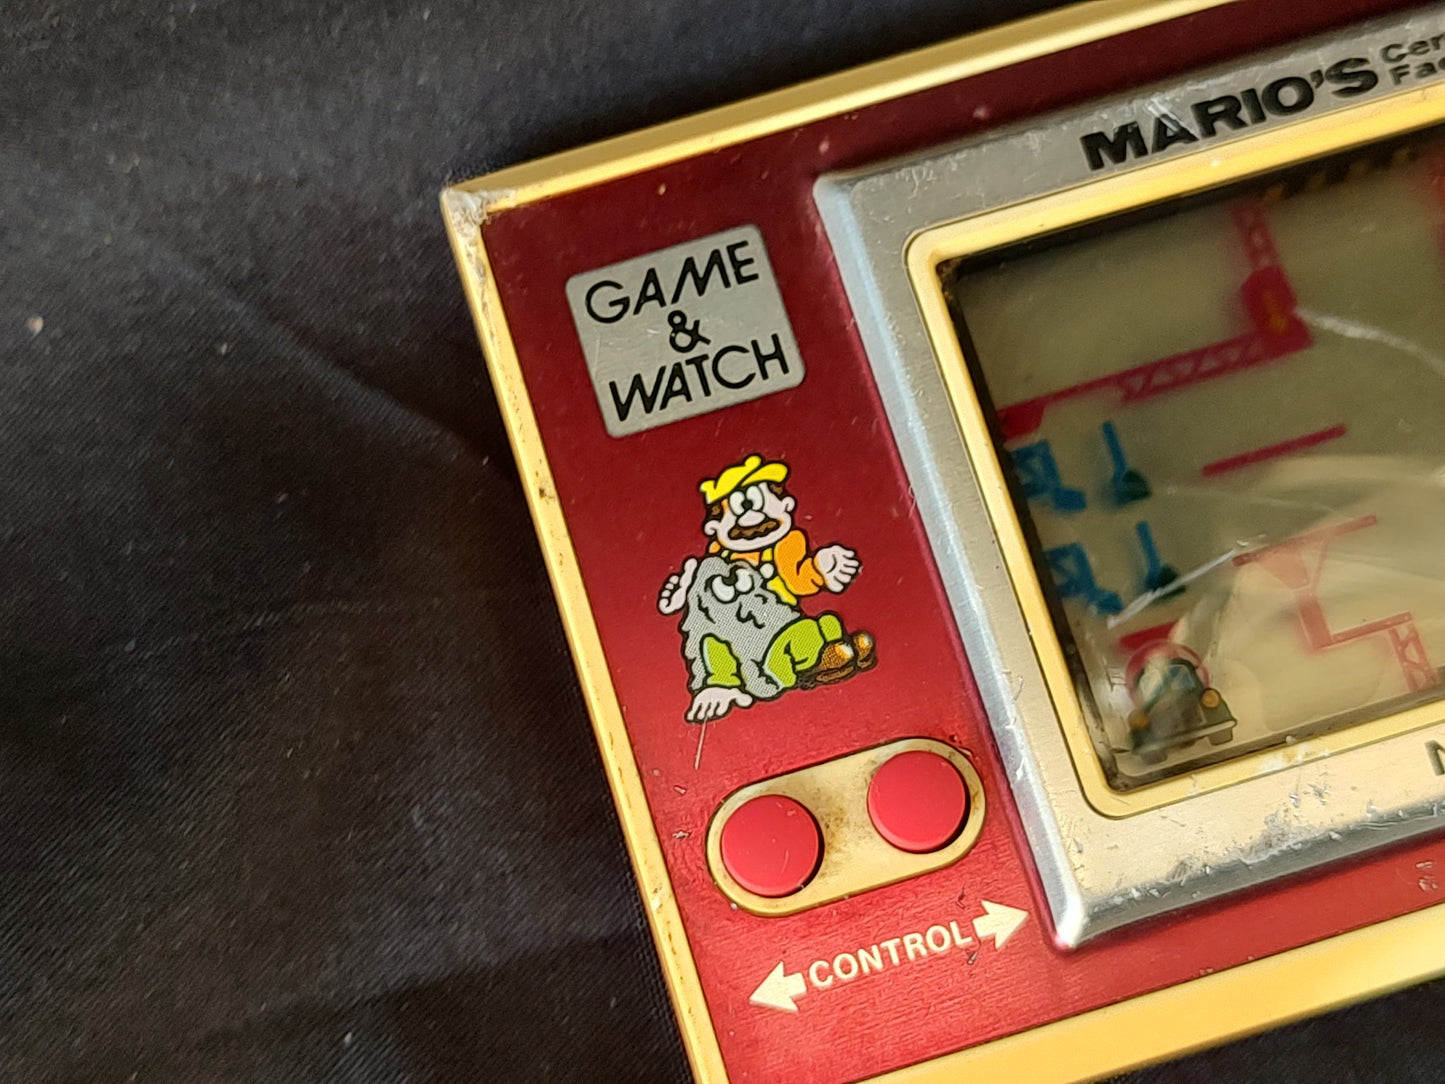 MARIO'S
GAME
&
WATCH
CONTROL